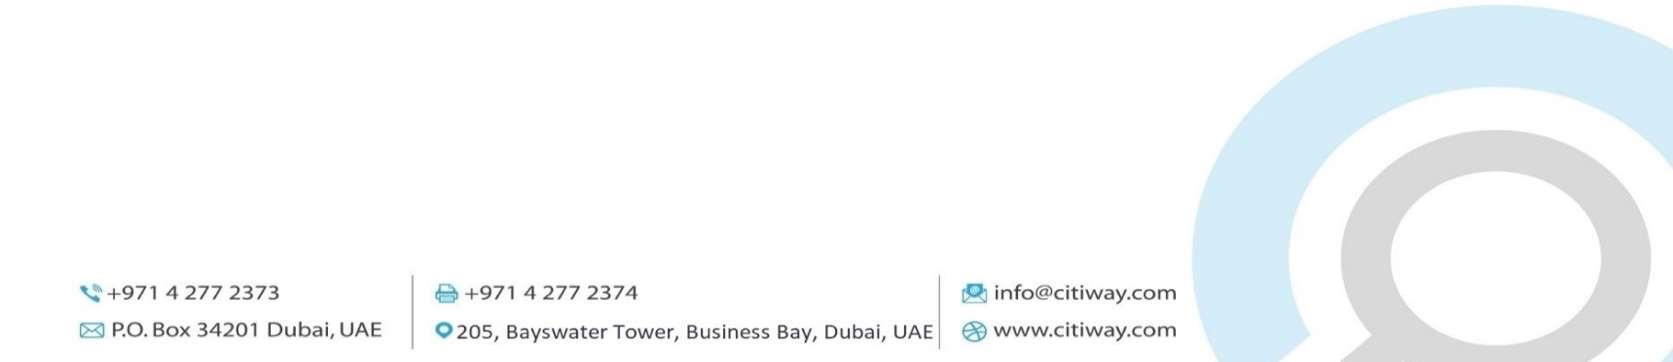 +971 4 277 2373
P.O. Box 34201 Dubai, UAE
+971 4 277 2374
205, Bayswater Tower, Business Bay, Dubai, UAE
info@citiway.com
www.citiway.com